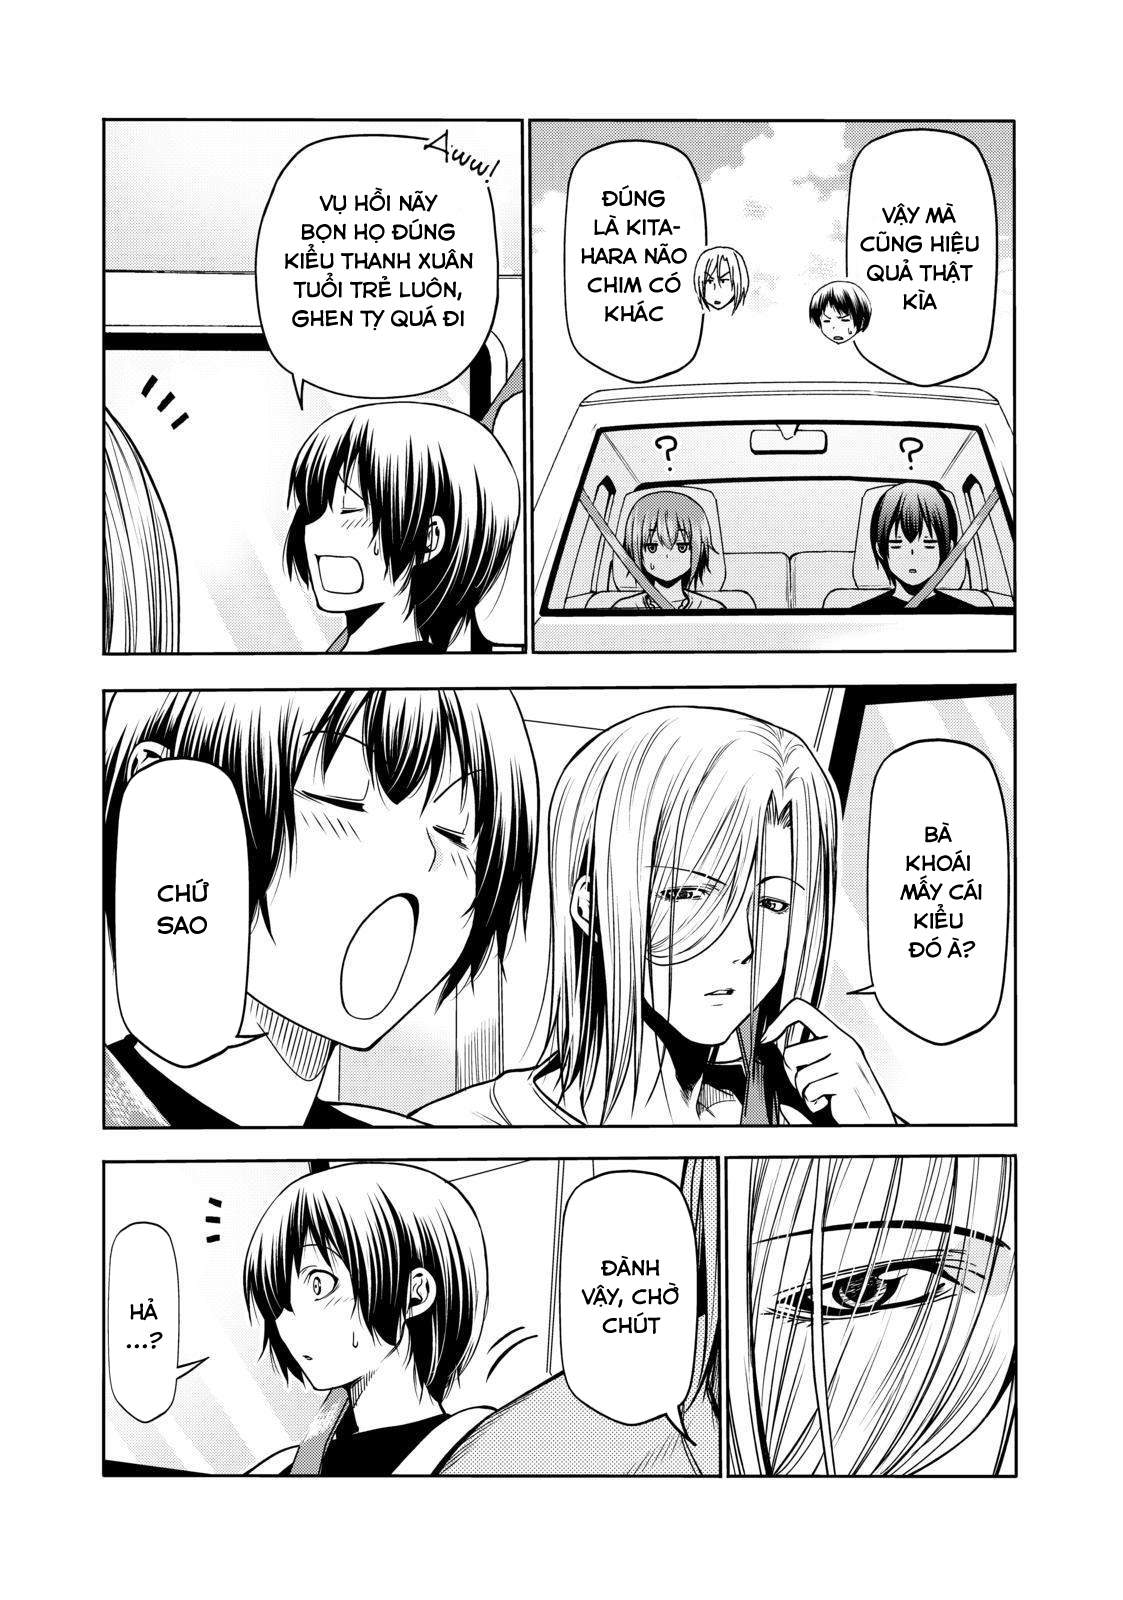 VẬY MÀ
CŨNG HIỆU
QUẢ THẬT
KÌA
ĐÚNG
LÀ KITA-
HARA NÃO
CHIM CÓ
KHÁC
?
?
Aww!
VỤ HỒI NÃY
BỌN HỌ ĐÚNG
KIỂU THANH XUÂN
TUỔI TRẺ LUÔN,
GHEN TỴ QUÁ ĐI
BÀ
KHOÁI
MẤY CÁI
KIỂU
ĐÓ À?
CHỨ
SAO
ĐÀNH
VẬY, CHỜ
CHÚT
HẢ
...?